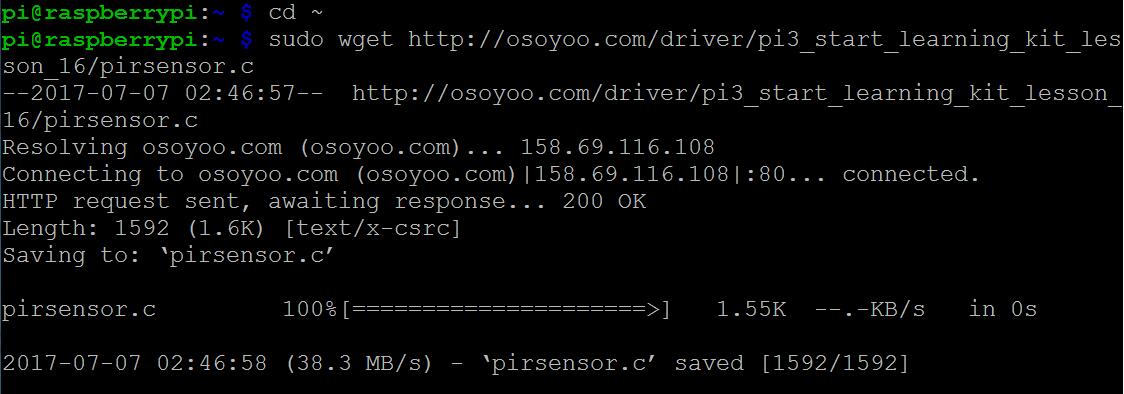 pi@raspberrypi:~ $ cd ~
pi@raspberrypi:~ $ sudo wget http://osoyoo.com/driver/pi3_start_learning_kit_les
son_16/pirsensor.c
--2017-07-07 02:46:57--  http://osoyoo.com/driver/pi3_start_learning_kit_lesson_
16/pirsensor.c
Resolving osoyoo.com (osoyoo.com)... 158.69.116.108
Connecting to osoyoo.com (osoyoo.com)|158.69.116.108|:80... connected.
HTTP request sent, awaiting response... 200 OK
Length: 1592 (1.6K) [text/x-csrc]
Saving to: ‘pirsensor.c’
pirsensor.c         100%[=====================>]   1.55K  --.-KB/s   in 0s
2017-07-07 02:46:58 (38.3 MB/s) - ‘pirsensor.c’ saved [1592/1592]